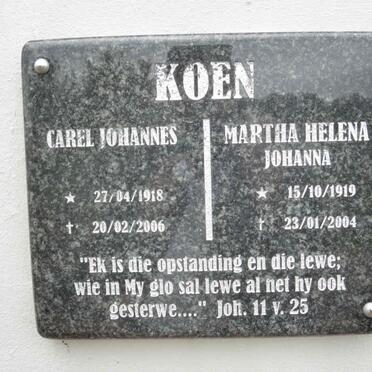 KOEN
CAREL JOHANNES
★ 27/04/1918
† 20/02/2006
MARTHA HELENA
JOHANNA
★ 15/10/1919
† 23/01/2004
"Ek is die opstanding en die lewe;
wie in My glo sal lewe al net hy ook
gesterwe...." Joh. 11 v. 25